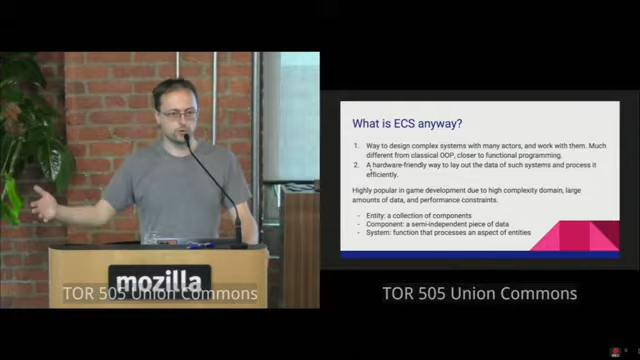 What is ECS anyway?
1. Way to design complex systems with many actors, and work with them. Much
different from classical OOP, closer to functional programming.
2. A hardware-friendly way to lay out the data of such systems and process it
efficiently.
Highly popular in game development due to high complexity domain, large
amounts of data, and performance constraints.
- Entity: a collection of components
- Component: a semi-independent piece of data
- System: function that processes an aspect of entities
mozilla
TOR 505 Union Commons
TOR 505 Union Commons